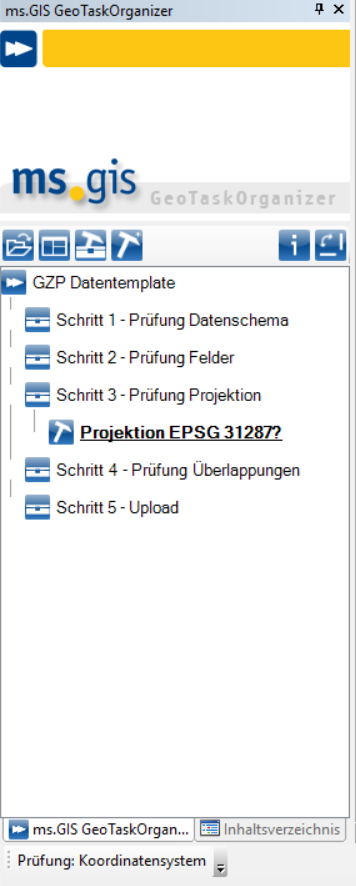 ms.GIS GeoTaskOrganizer
ms.gis
GeoTaskOrganizer
GZP Datentemplate
Schritt 1 - Prüfung Datenschema
Schritt 2 - Prüfung Felder
Schritt 3 - Prüfung Projektion
Projektion EPSG 31287?
Schritt 4 - Prüfung Überlappungen
Schritt 5 - Upload
ms.GIS GeoTaskOrgan... Inhaltsverzeichnis
Prüfung: Koordinatensystem